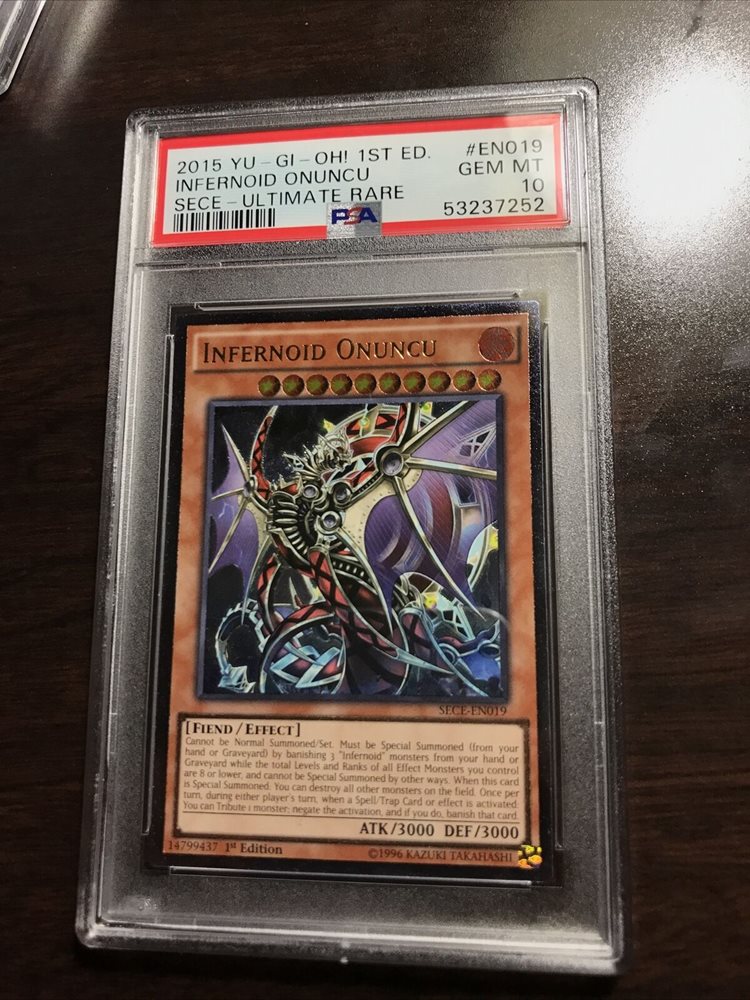 2015 YU-GI-OH! 1ST ED. #EN019
INFERNOID ONUNCU GEM MT
SECE-ULTIMATE RARE 10
PSA 53237252
INFERNOID ONUNCU
SECE-EN019
[FIEND/EFFECT]
Cannot be Normal Summoned/Set. Must be Special Summoned (from your
hand or Graveyard) by banishing 3 "Infernoid" monsters from your hand or
Graveyard while the total Levels and Ranks of all Effect Monsters you control
are 8 or lower, and cannot be Special Summoned by other ways. When this card
is Special Summoned: You can destroy all other monsters on the field. Once per
turn, during either player's turn, when a Spell/Trap Card or effect is activated:
You can Tribute 1 monster; negate the activation, and if you do, banish that card.
ATK/3000 DEF/3000
14799437 1st Edition ©1996 KAZUKI TAKAHASHI